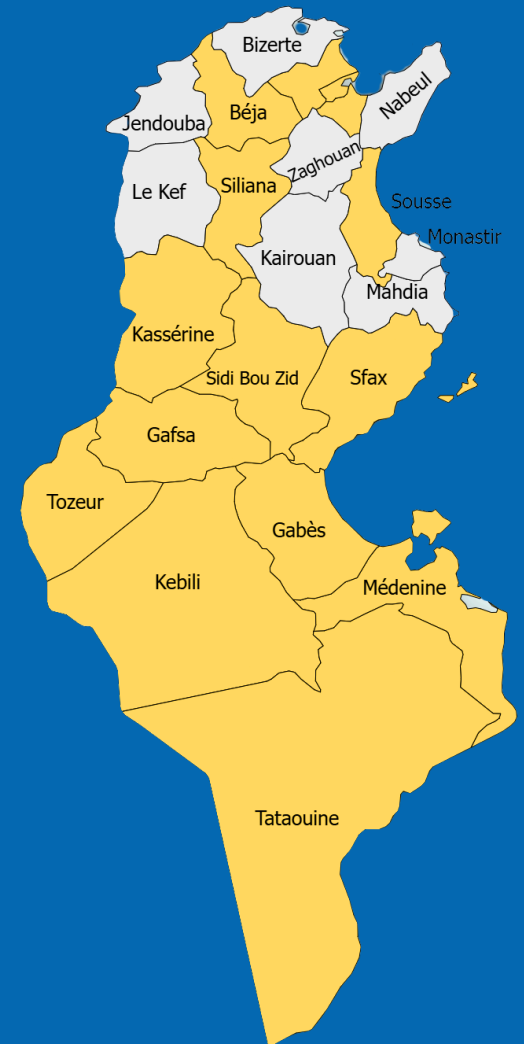 Bizerte
Nabeul
Béja
Jendouba
Zaghouan
Le Kef
Siliana
Sousse
Monastir
Kairouan
Mahdia
Kassérine
Sidi Bou Zid
Sfax
Gafsa
Tozeur
Gabès
Kebili
Médenine
Tataouine